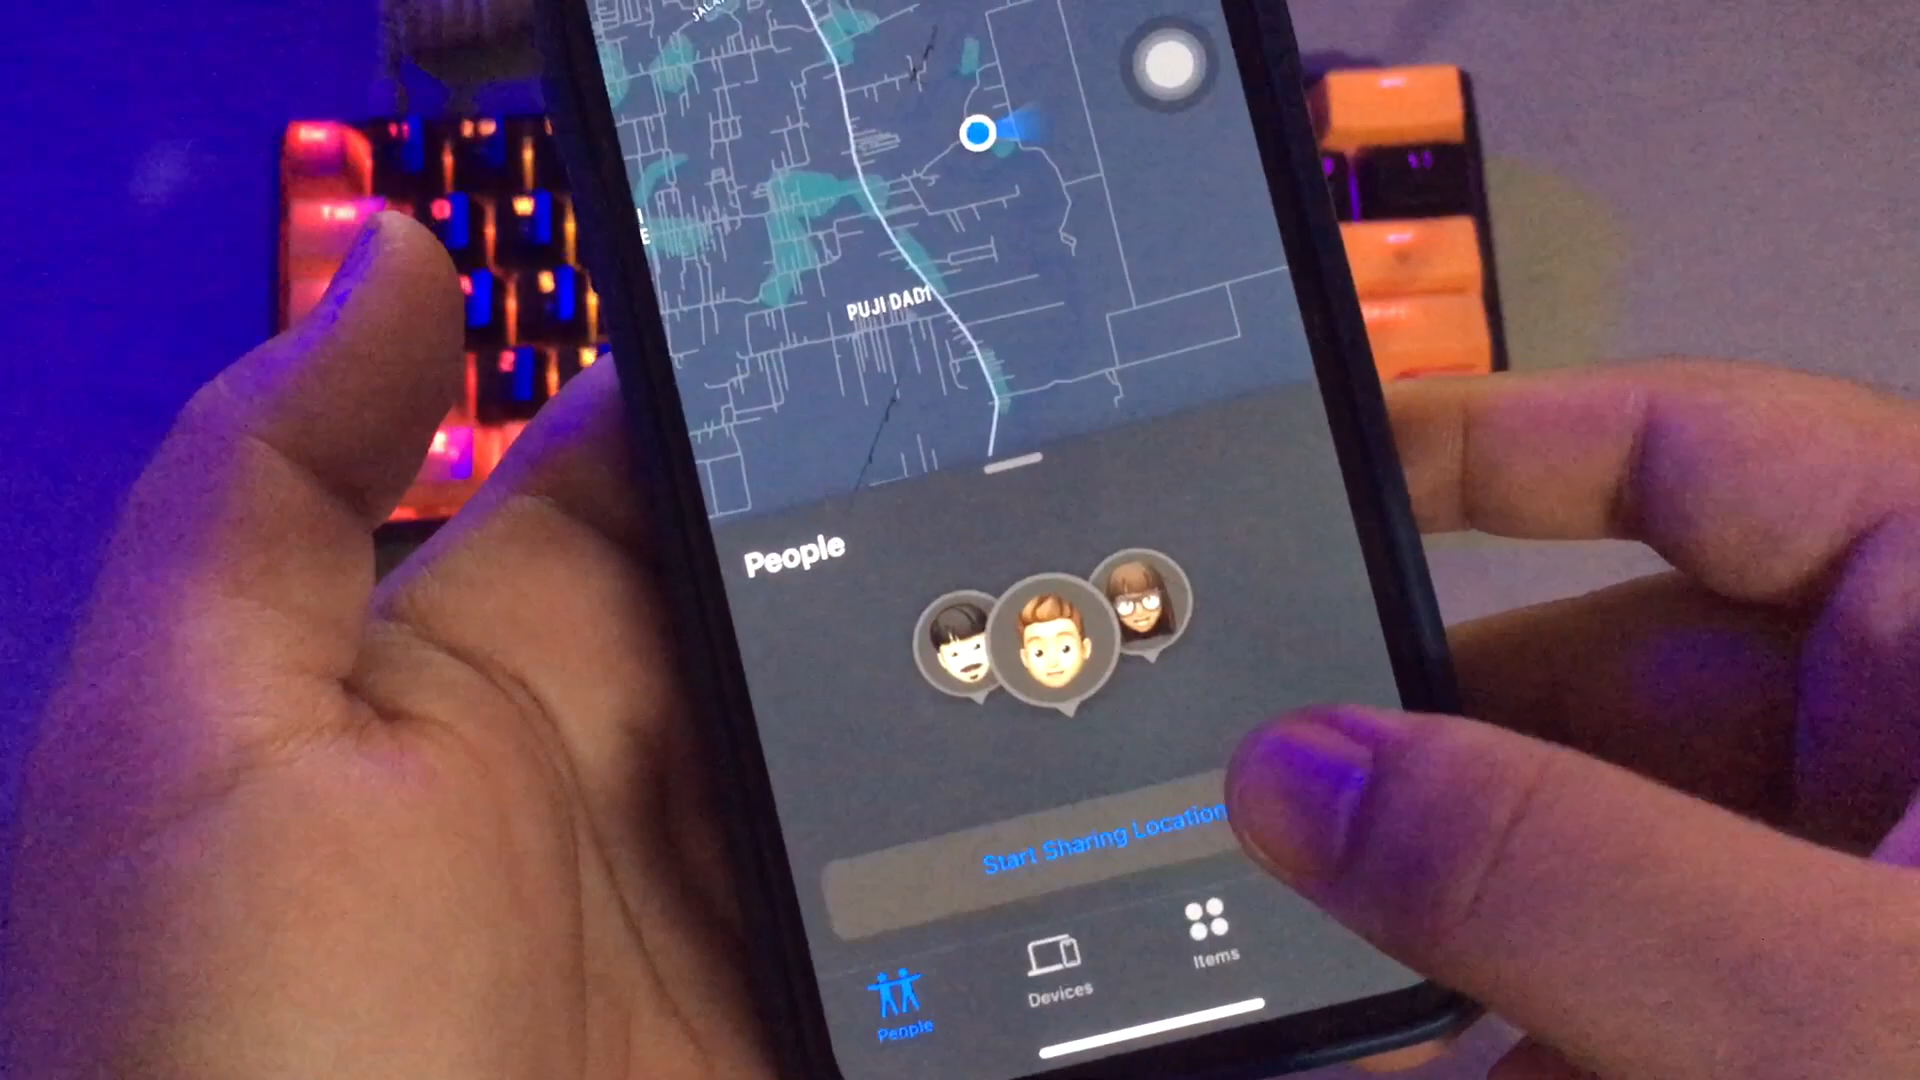 PUJI DADI
People
Start Sharing Location
People
Devices
Items